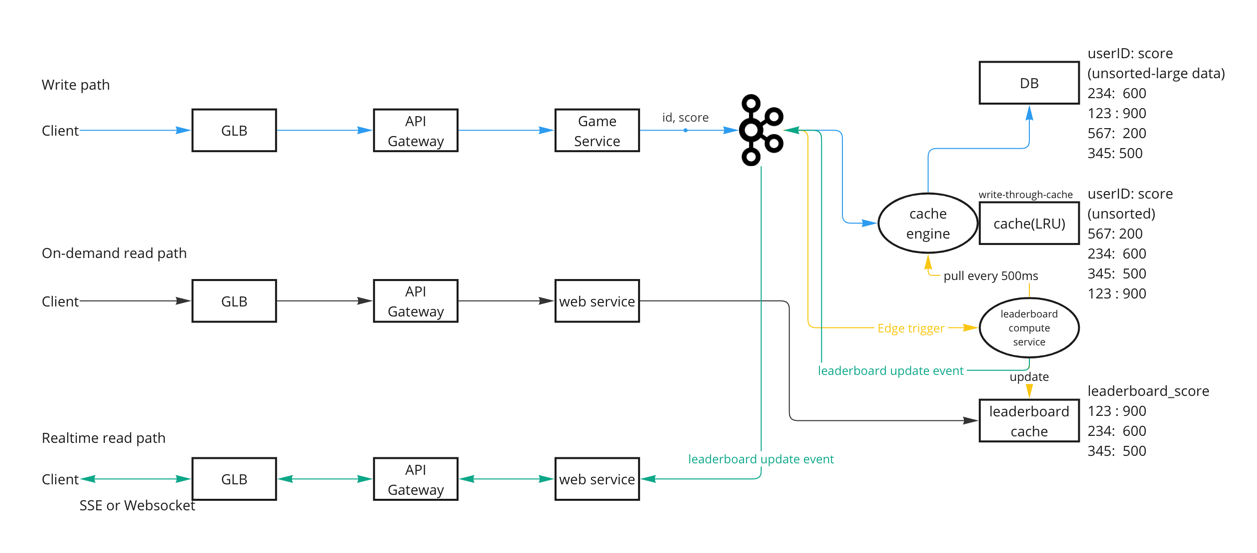 Write path
Client
GLB
API
Gateway
Game
Service
id, score
DB
userID: score
(unsorted-large data)
234:  600
123 : 900
567:  200
345: 500
cache
engine
write-through-cache
cache(LRU)
userID: score
(unsorted)
567: 200
234:  600
345:  500
123 : 900
On-demand read path
Client
GLB
API
Gateway
web service
pull every 500ms
leaderboard
compute
service
Edge trigger
leaderboard update event
update
leaderboard
cache
leaderboard_score
123 : 900
234:  600
345:  500
Realtime read path
Client
GLB
API
Gateway
web service
leaderboard update event
SSE or Websocket